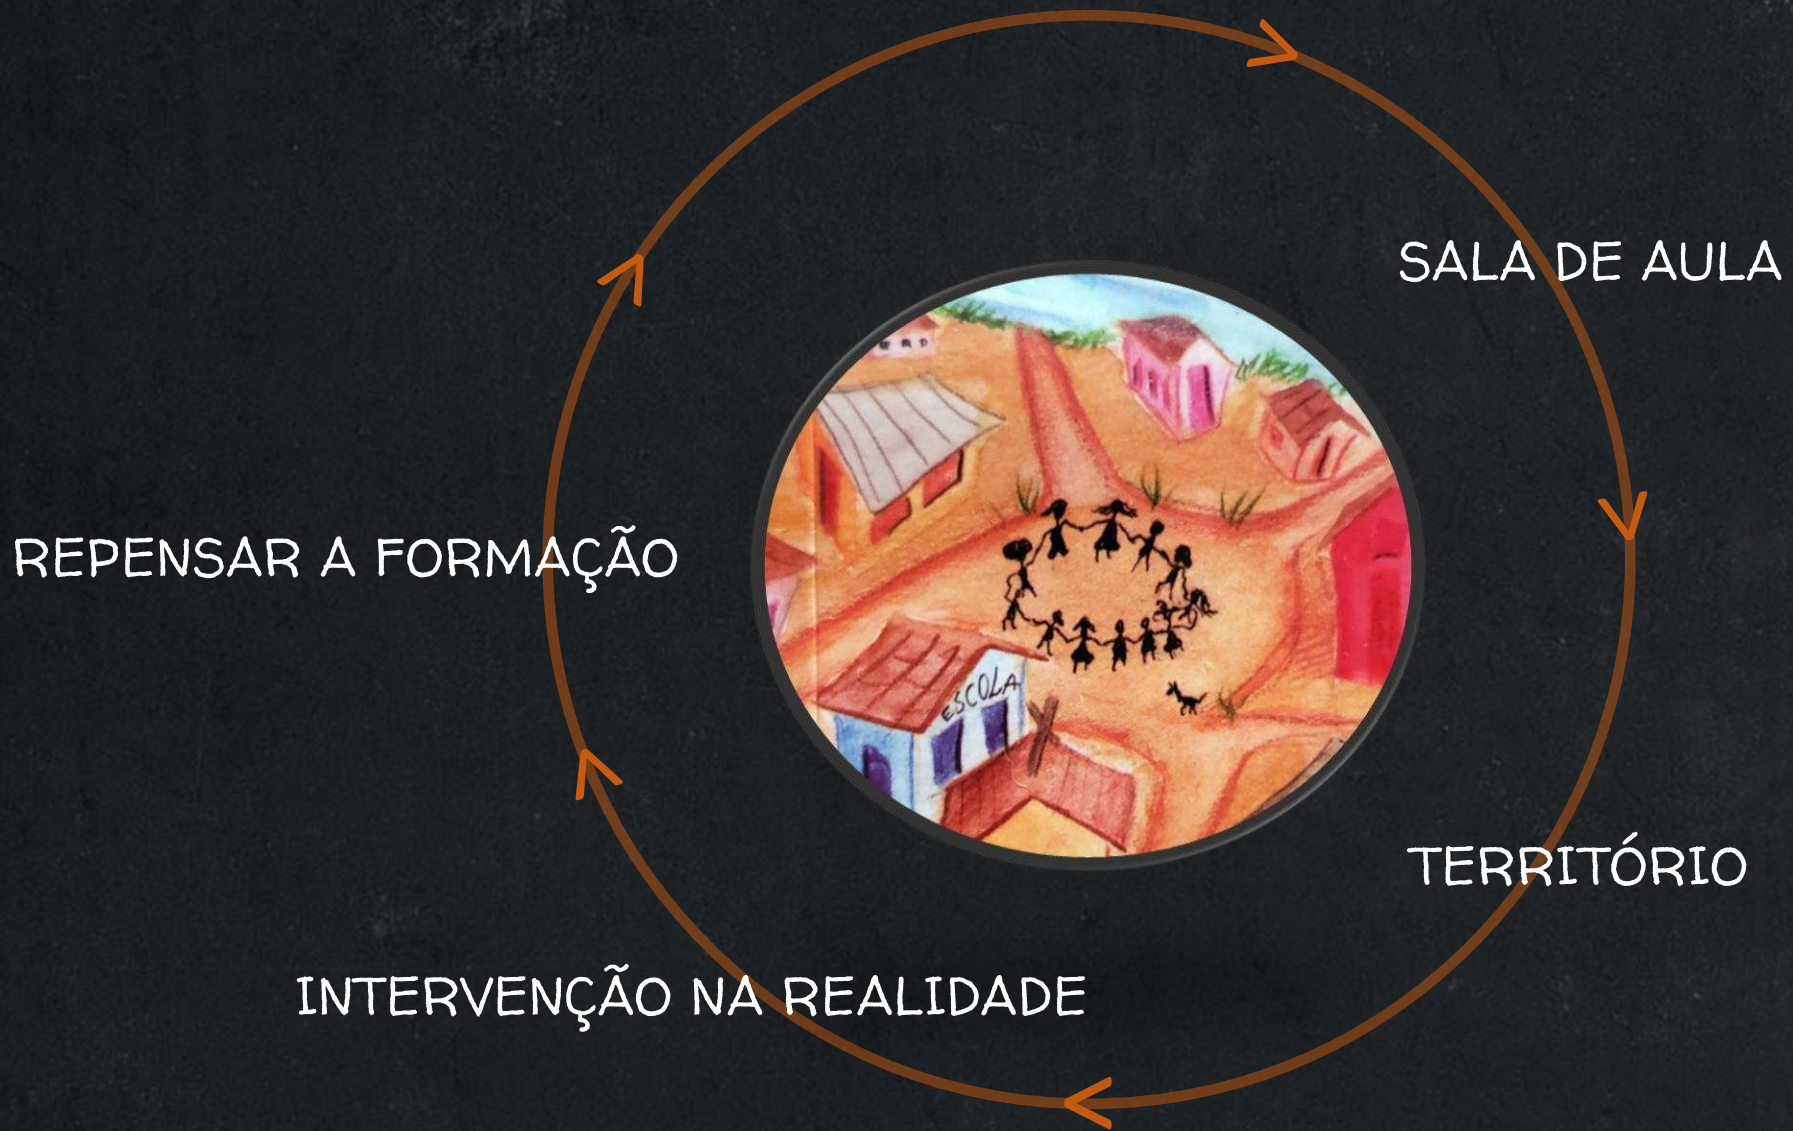 SALA DE AULA
REPENSAR A FORMAÇÃO
ESCOLA
TERRITÓRIO
INTERVENÇÃO NA REALIDADE